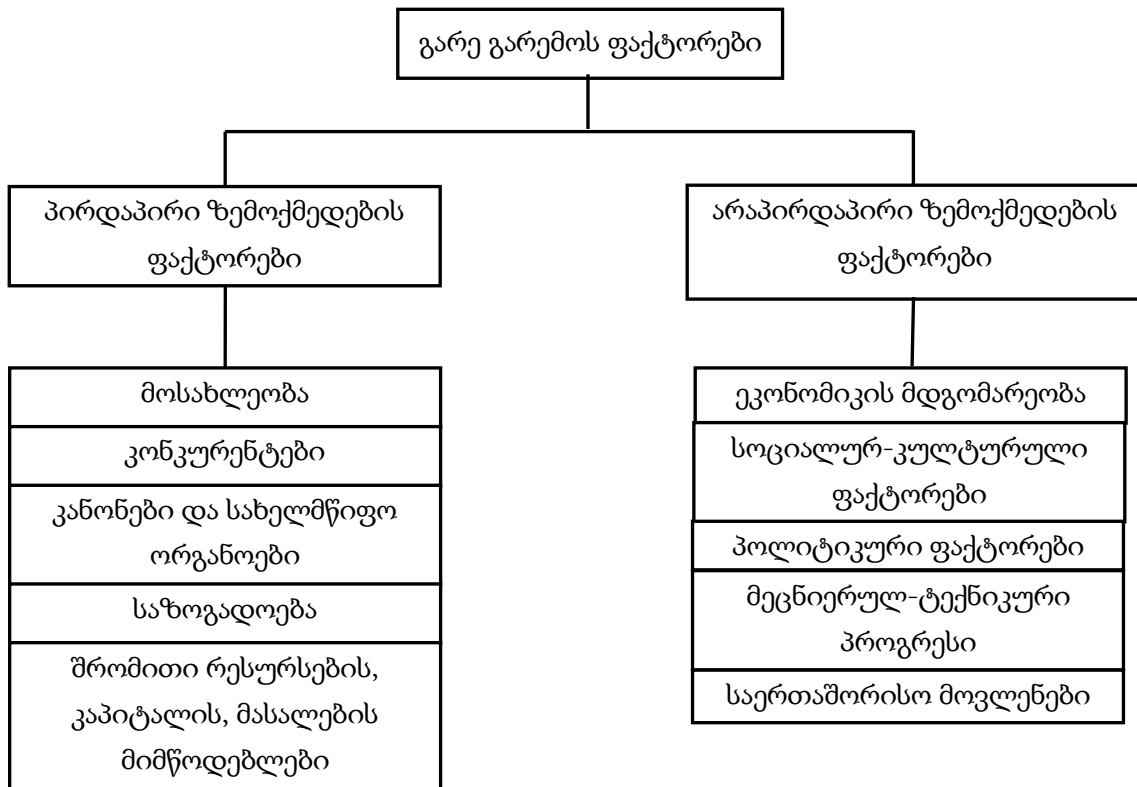 გარე გარემოს ფაქტორები
პირდაპირი ზემოქმედების
ფაქტორები
მოსახლეობა
კონკურენტები
კანონები და სახელმწიფო
ორგანოები
საზოგადოება
შრომითი რესურსების,
კაპიტალის, მასალების
მიმწოდებლები
არაპირდაპირი ზემოქმედების
ფაქტორები
ეკონომიკის მდგომარეობა
სოციალურ-კულტურული
ფაქტორები
პოლიტიკური ფაქტორები
მეცნიერულ-ტექნიკური
პროგრესი
საერთაშორისო მოვლენები